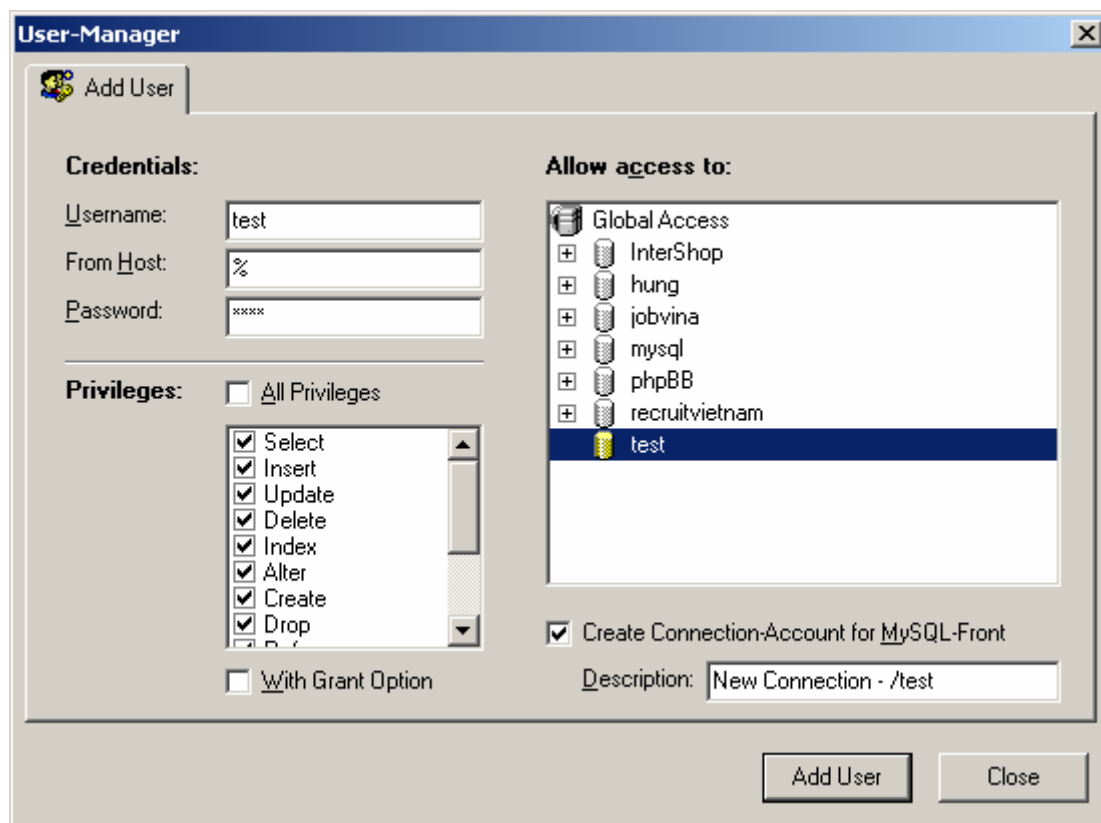 User-Manager
Add User
Credentials:
Username: test
From Host: %
Password: ****
Privileges: All Privileges
Select
Insert
Update
Delete
Index
Alter
Create
Drop
With Grant Option
Allow access to:
Global Access
InterShop
hung
jobvina
mysql
phpBB
recruitvietnam
test
Create Connection-Account for MySQL-Front
Description: New Connection - /test
Add User Close